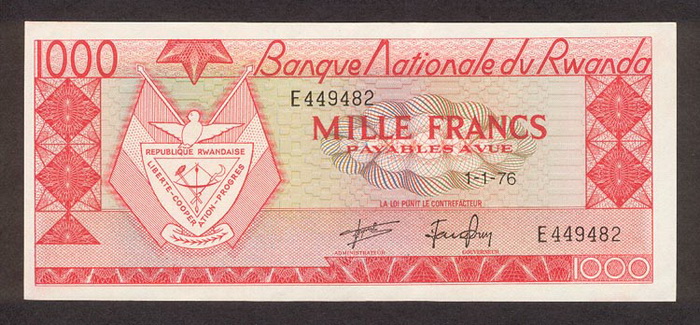 1000 Banque Nationale du Rwanda
E449482
MILLE FRANCS
PAYABLES A VUE
1-1-76
REPUBLIQUE RWANDAISE
LIBERTE-COOPERATION-PROGRES
LA LOI PUNIT LE CONTREFACTEUR
ADMINISTRATEUR
GOUVERNEUR
E449482
1000